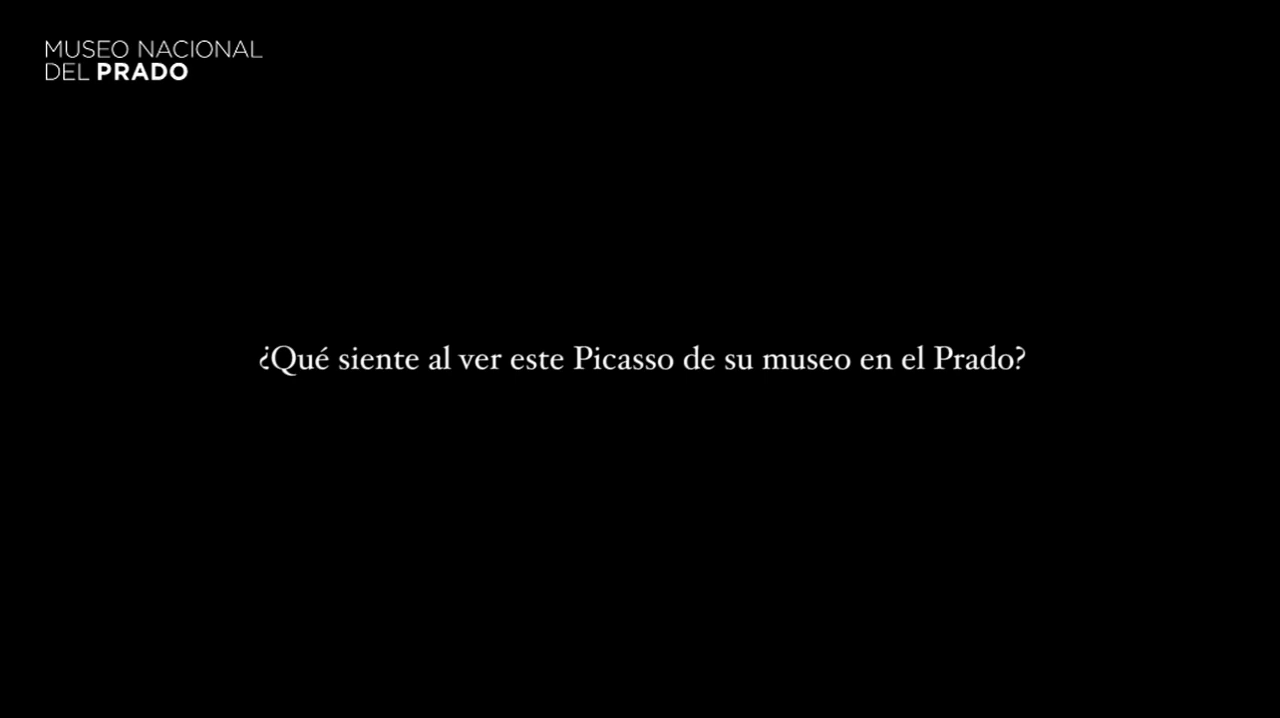 MUSEO NACIONAL
DEL PRADO
¿Qué siente al ver este Picasso de su museo en el Prado?